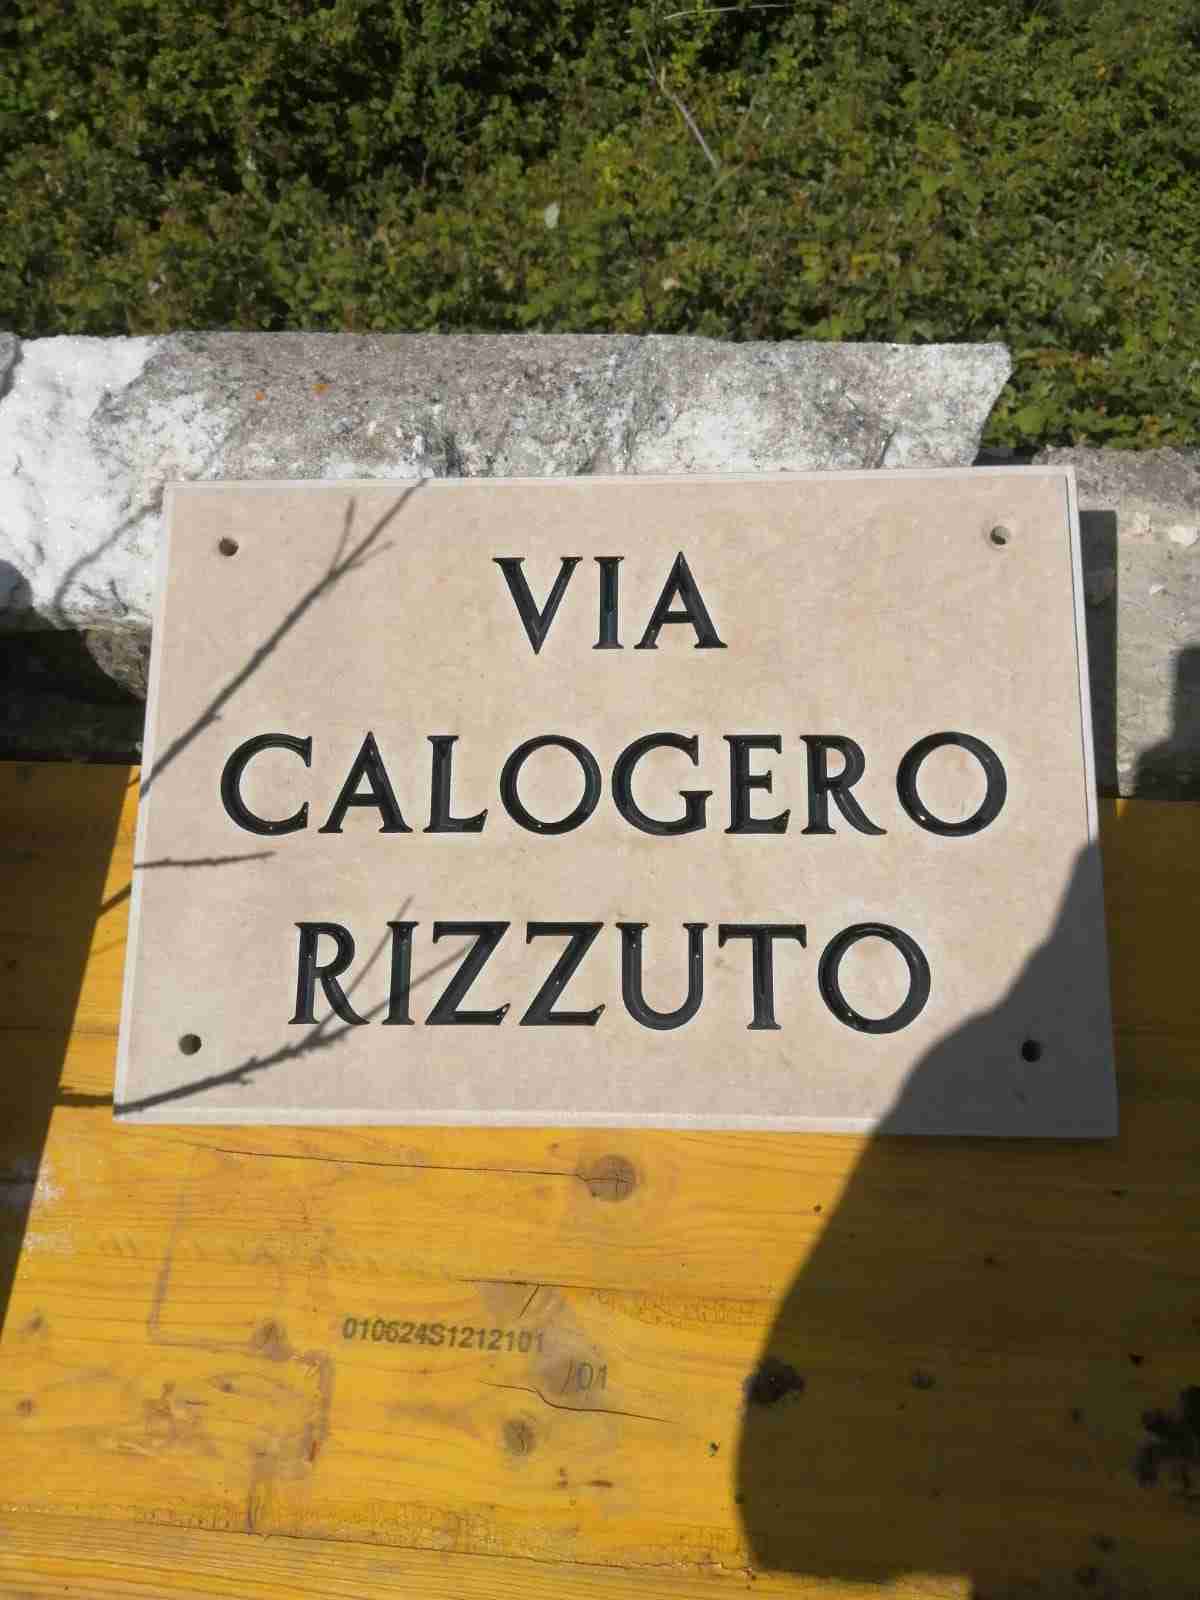 VIA
CALOGERO
RIZZUTO
010624S1212101
/01